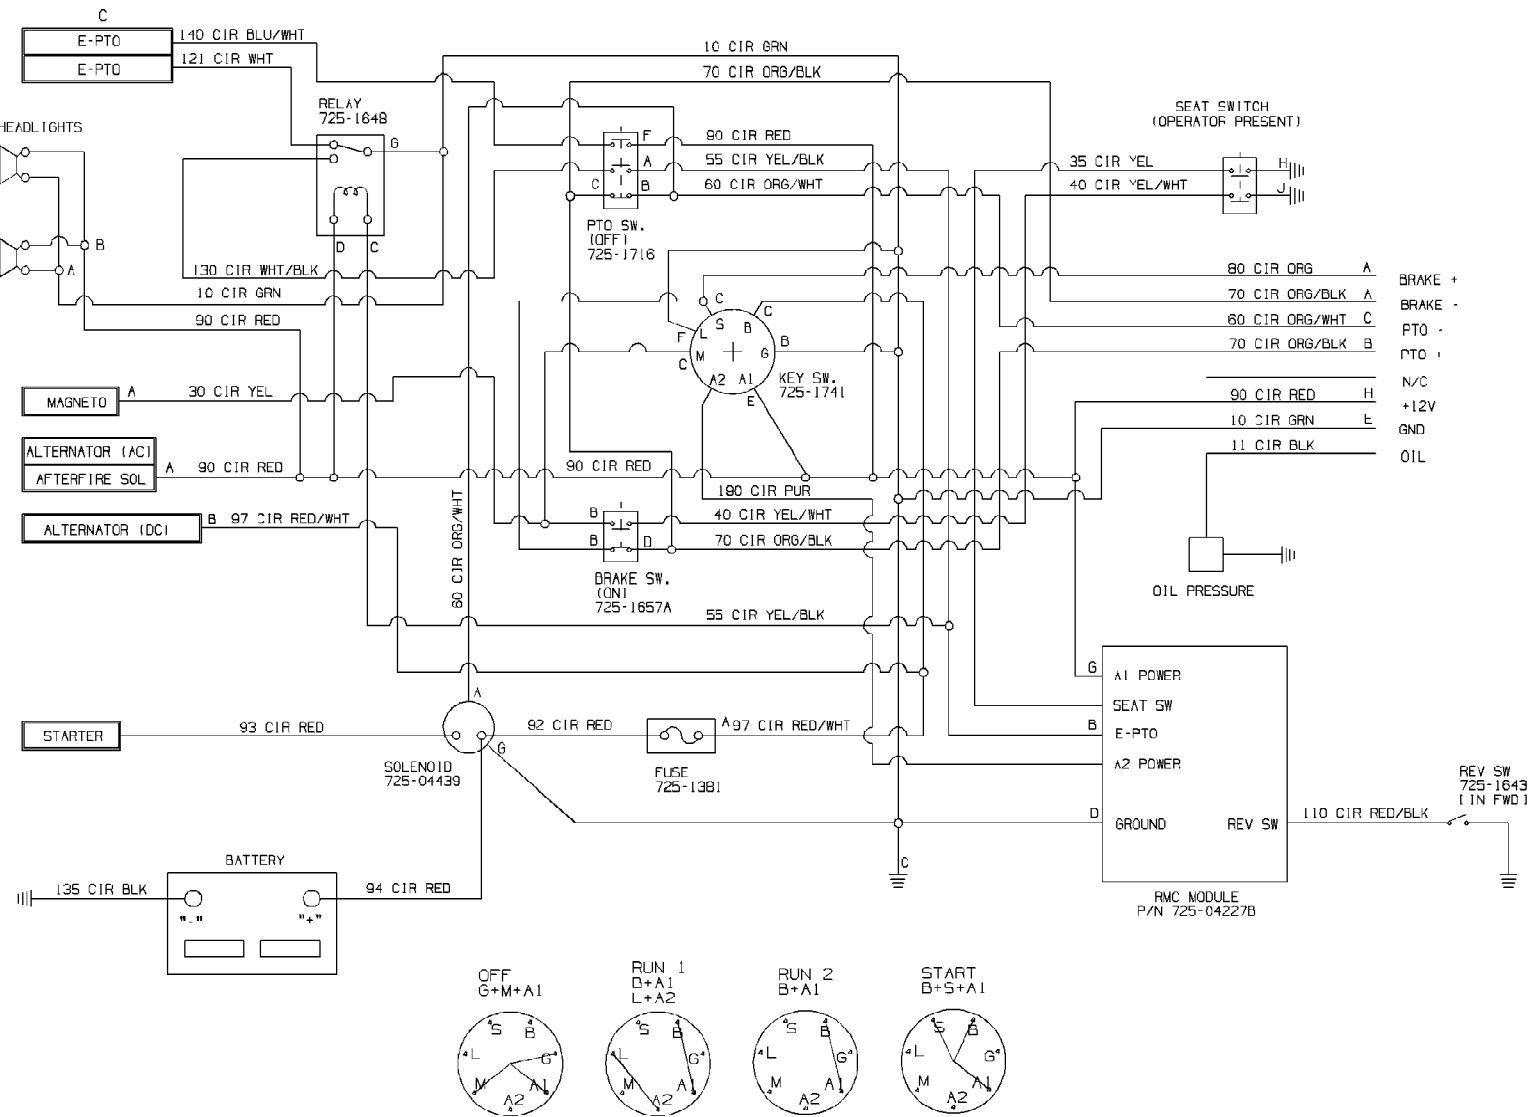 C
E-PTO
E-PTO
140 CIR BLU/WHT
121 CIR WHT
10 CIR GRN
70 CIR ORG/BLK
RELAY
725-1648
G
D
C
HEADLIGHTS
B
A
130 CIR WHT/BLK
10 CIR GRN
90 CIR RED
F
A
C
B
PTO SW.
(OFF)
725-1716
90 CIR RED
55 CIR YEL/BLK
60 CIR ORG/WHT
SEAT SWITCH
(OPERATOR PRESENT)
35 CIR YEL
40 CIR YEL/WHT
H
J
80 CIR ORG A BRAKE +
70 CIR ORG/BLK A BRAKE -
60 CIR ORG/WHT C PTO -
70 CIR ORG/BLK B PTO
N/C
90 CIR RED H +12V
10 CIR GRN E GND
11 CIR BLK OIL
C
C
F
L
S
B
B
M
G
C
A2
A1
E
KEY SW.
725-1741
MAGNETO
A
30 CIR YEL
ALTERNATOR (AC)
AFTERFIRE SOL
A
90 CIR RED
90 CIR RED
190 CIR PUR
ALTERNATOR (DC)
B
97 CIR RED/WHT
60 CIR ORG/WHT
B
B
D
40 CIR YEL/WHT
70 CIR ORG/BLK
BRAKE SW.
(ON)
725-1657A
55 CIR YEL/BLK
OIL PRESSURE
G
A1 POWER
SEAT SW
B
E-PTO
A2 POWER
D
GROUND
REV SW
RMC MODULE
P/N 725-04227B
110 CIR RED/BLK
REV SW
725-1643
[IN FWD]
STARTER
93 CIR RED
A
G
SOLENOID
725-04439
92 CIR RED
A
97 CIR RED/WHT
FUSE
725-1381
C
BATTERY
135 CIR BLK
94 CIR RED
"-"
"+"
OFF
G+M+A1
S
B
L
G
M
A1
A2
RUN 1
B+A1
L+A2
S
B
L
G
M
A1
A2
RUN 2
B+A1
S
B
L
G
M
A1
A2
START
B+S+A1
S
B
L
G
M
A1
A2